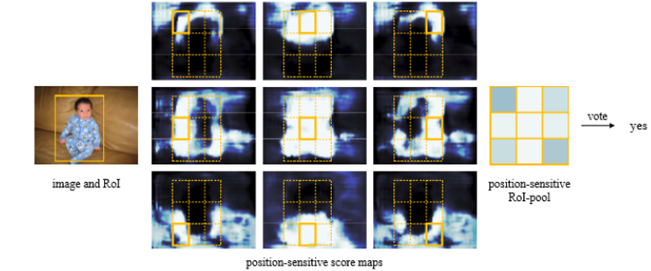 image and RoI
position-sensitive score maps
position-sensitive
RoI-pool
vote
yes